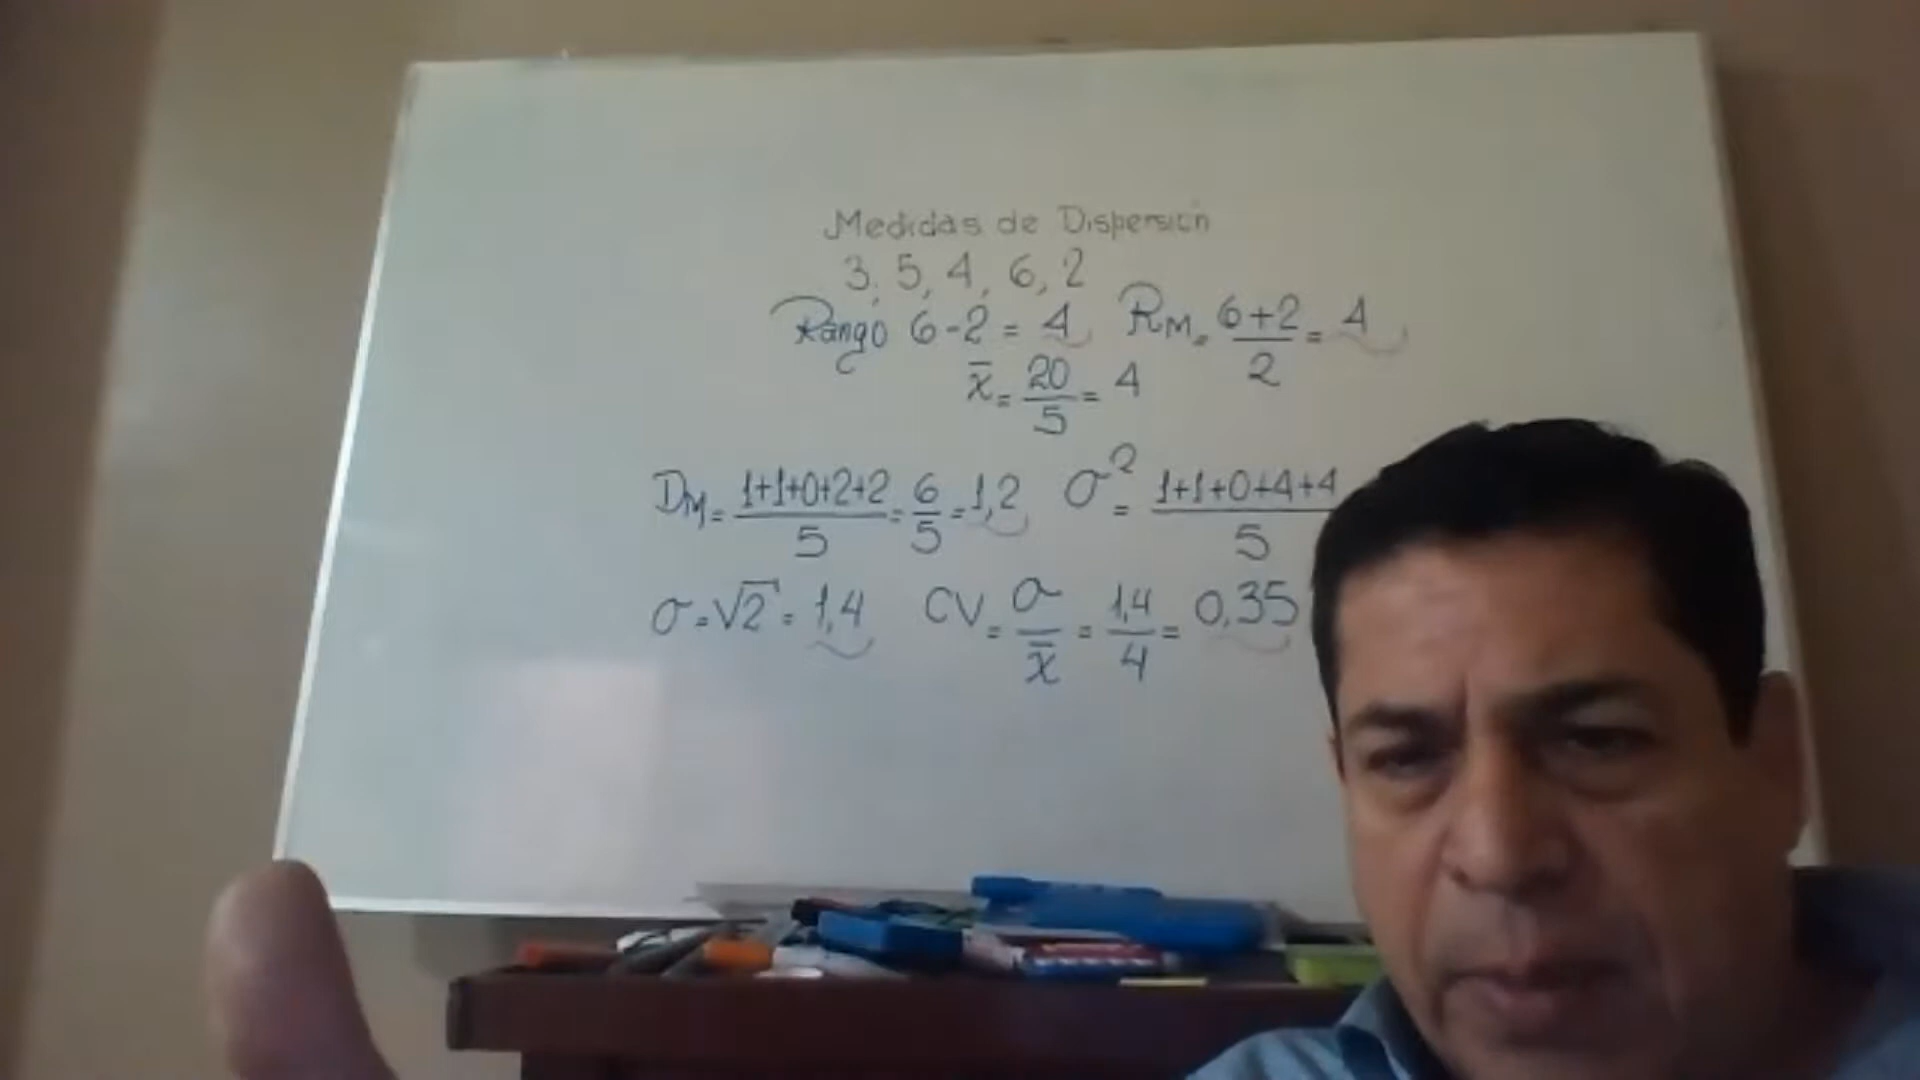 Medidas de Dispersión
3, 5, 4, 6, 2
Rango 6-2 = 4 RM = 6+2/2 = 4
x̄ = 20/5 = 4
DM = 1+1+0+2+2/5 = 6/5 = 1,2 σ² = 1+1+0+4+4/5
σ = √2 = 1,4 CV = σ/x̄ = 1,4/4 = 0,35